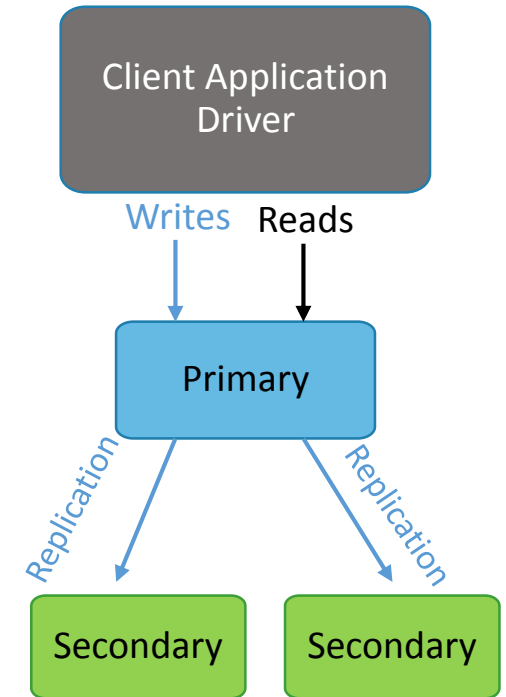 Client Application
Driver
Writes Reads
Primary
Replication
Replication
Secondary
Secondary